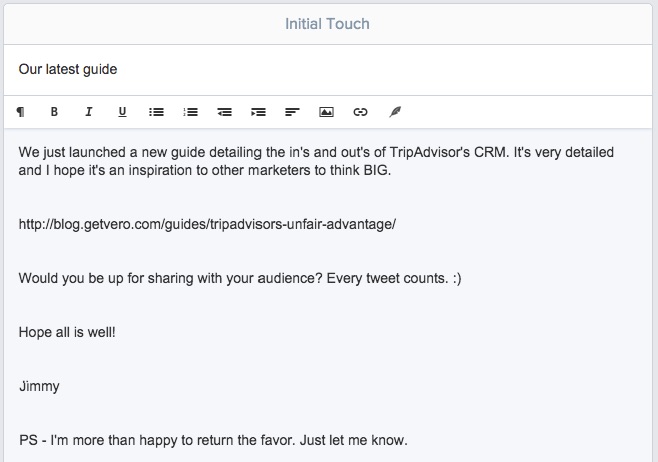 Initial Touch
Our latest guide
¶ B I U
We just launched a new guide detailing the in's and out's of TripAdvisor's CRM. It's very detailed
and I hope it's an inspiration to other marketers to think BIG.
http://blog.getvero.com/guides/tripadvisors-unfair-advantage/
Would you be up for sharing with your audience? Every tweet counts. :)
Hope all is well!
Jimmy
PS - I'm more than happy to return the favor. Just let me know.